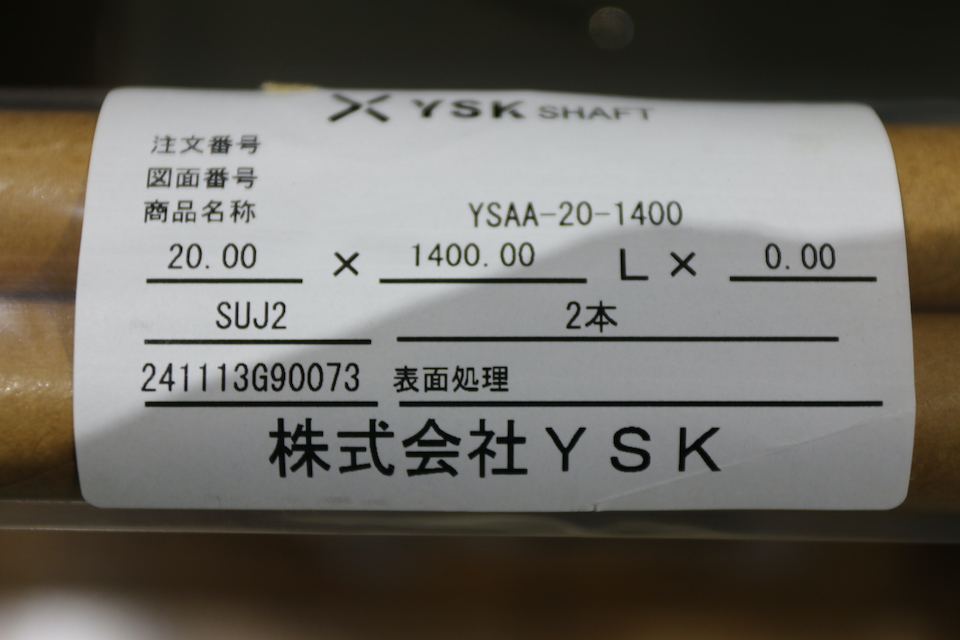 YSK SHAFT
注文番号
図面番号
商品名称 YSAA-20-1400
20.00 × 1400.00 L × 0.00
SUJ2 2本
241113G90073 表面処理
株式会社YSK